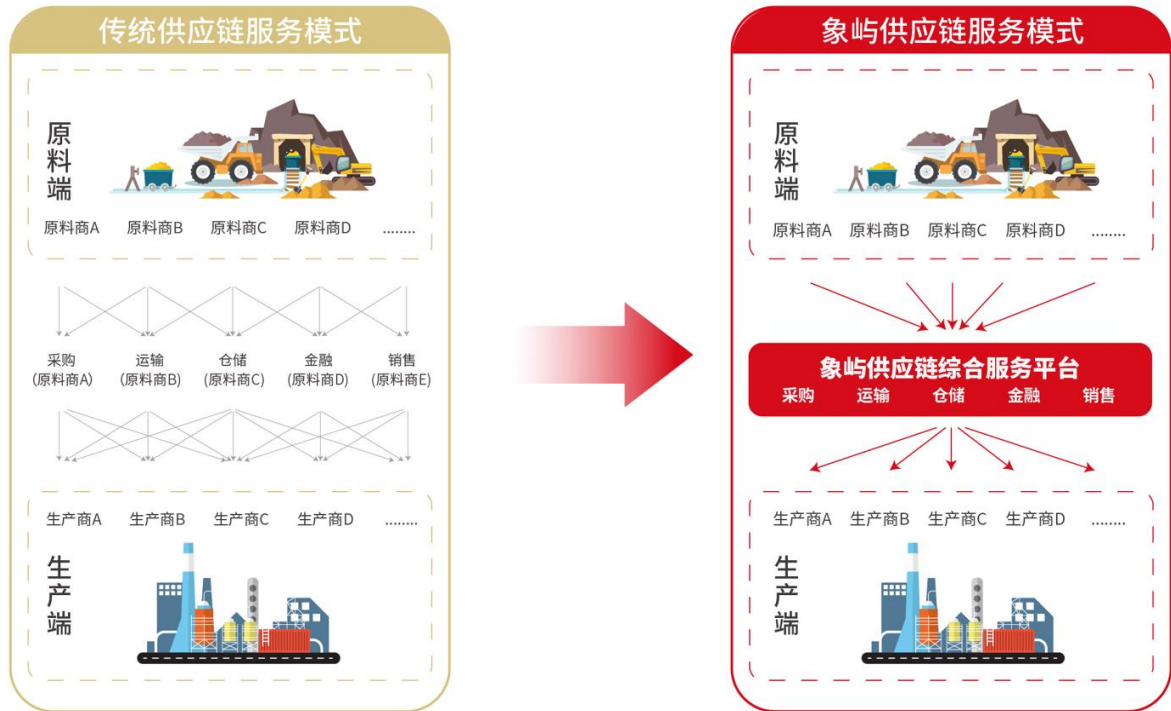 传统供应链服务模式
原料端
原料商A 原料商B 原料商C 原料商D ........
采购 运输 仓储 金融 销售
(原料商A) (原料商B) (原料商C) (原料商D) (原料商E)
生产商A 生产商B 生产商C 生产商D ........
生产端
象屿供应链服务模式
原料端
原料商A 原料商B 原料商C 原料商D ........
象屿供应链综合服务平台
采购 运输 仓储 金融 销售
生产商A 生产商B 生产商C 生产商D ........
生产端